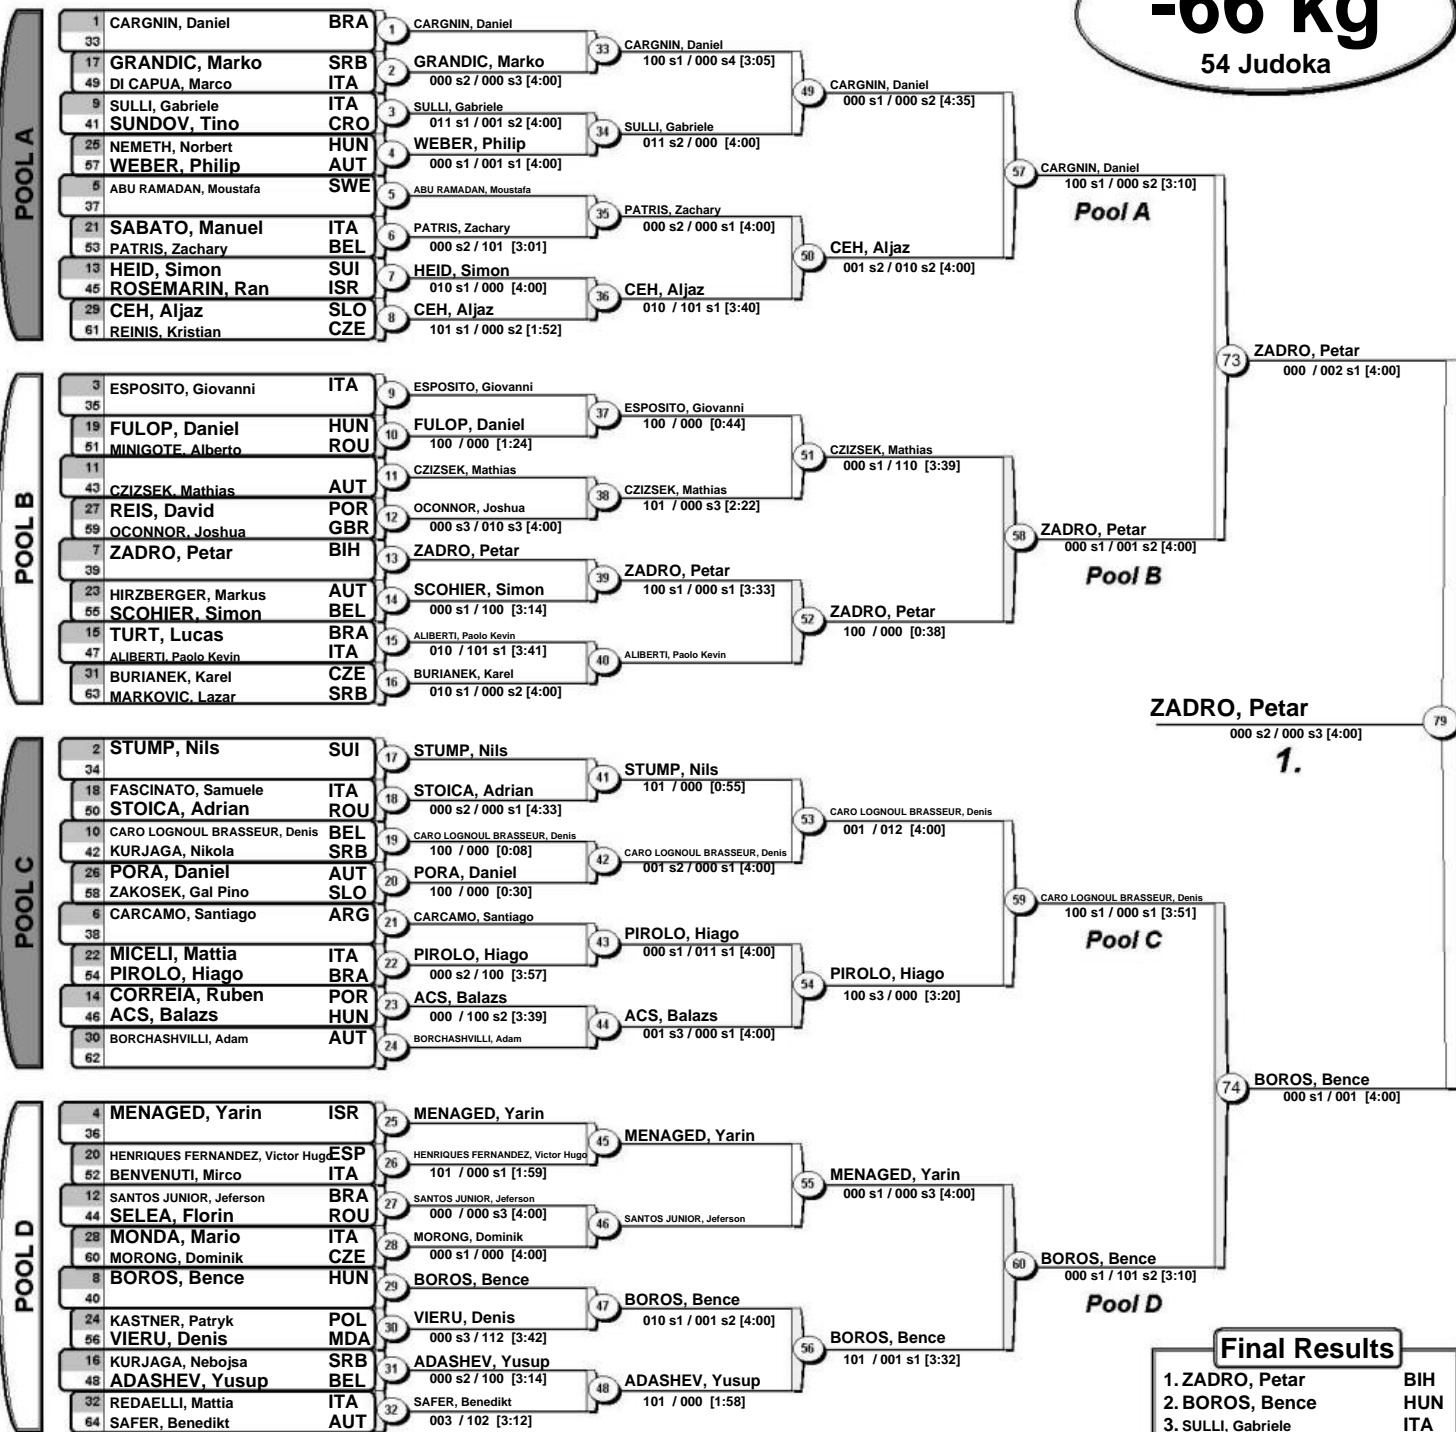 -66 kg
54 Judoka
POOL A
1 CARGNIN, Daniel BRA
33
17 GRANDIC, Marko SRB
49 DI CAPUA, Marco ITA
9 SULLI, Gabriele ITA
41 SUNDOV, Tino CRO
25 NEMETH, Norbert HUN
57 WEBER, Philip AUT
5 ABU RAMADAN, Moustafa SWE
37
21 SABATO, Manuel ITA
53 PATRIS, Zachary BEL
13 HEID, Simon SUI
45 ROSEMARIN, Ran ISR
29 CEH, Aljaz SLO
61 REINIS, Kristian CZE
1 CARGNIN, Daniel
2 GRANDIC, Marko
000 s2 / 000 s3 [4:00]
3 SULLI, Gabriele
011 s1 / 001 s2 [4:00]
4 WEBER, Philip
000 s1 / 001 s1 [4:00]
5 ABU RAMADAN, Moustafa
6 PATRIS, Zachary
000 s2 / 101 [3:01]
7 HEID, Simon
010 s1 / 000 [4:00]
8 CEH, Aljaz
101 s1 / 000 s2 [1:52]
33 CARGNIN, Daniel
100 s1 / 000 s4 [3:05]
34 SULLI, Gabriele
011 s2 / 000 [4:00]
35 PATRIS, Zachary
000 s2 / 000 s1 [4:00]
36 CEH, Aljaz
010 / 101 s1 [3:40]
49 CARGNIN, Daniel
000 s1 / 000 s2 [4:35]
50 CEH, Aljaz
001 s2 / 010 s2 [4:00]
57 CARGNIN, Daniel
100 s1 / 000 s2 [3:10]
Pool A
POOL B
3 ESPOSITO, Giovanni ITA
35
19 FULOP, Daniel HUN
51 MINIGOTE, Alberto ROU
11
43 CZIZSEK, Mathias AUT
27 REIS, David POR
59 OCONNOR, Joshua GBR
7 ZADRO, Petar BIH
39
23 HIRZBERGER, Markus AUT
55 SCOHIER, Simon BEL
15 TURT, Lucas BRA
47 ALIBERTI, Paolo Kevin ITA
31 BURIANEK, Karel CZE
63 MARKOVIC, Lazar SRB
9 ESPOSITO, Giovanni
10 FULOP, Daniel
100 / 000 [1:24]
11 CZIZSEK, Mathias
12 OCONNOR, Joshua
000 s3 / 010 s3 [4:00]
13 ZADRO, Petar
14 SCOHIER, Simon
000 s1 / 100 [3:14]
15 ALIBERTI, Paolo Kevin
010 / 101 s1 [3:41]
16 BURIANEK, Karel
010 s1 / 000 s2 [4:00]
37 ESPOSITO, Giovanni
100 / 000 [0:44]
38 CZIZSEK, Mathias
101 / 000 s3 [2:22]
39 ZADRO, Petar
100 s1 / 000 s1 [3:33]
40 ALIBERTI, Paolo Kevin
51 CZIZSEK, Mathias
000 s1 / 110 [3:39]
52 ZADRO, Petar
100 / 000 [0:38]
58 ZADRO, Petar
000 s1 / 001 s2 [4:00]
Pool B
73 ZADRO, Petar
000 / 002 s1 [4:00]
ZADRO, Petar 79
000 s2 / 000 s3 [4:00]
1.
POOL C
2 STUMP, Nils SUI
34
18 FASCINATO, Samuele ITA
50 STOICA, Adrian ROU
10 CARO LOGNOUL BRASSEUR, Denis BEL
42 KURJAGA, Nikola SRB
26 PORA, Daniel AUT
58 ZAKOSEK, Gal Pino SLO
6 CARCAMO, Santiago ARG
38
22 MICELI, Mattia ITA
54 PIROLO, Hiago BRA
14 CORREIA, Ruben POR
46 ACS, Balazs HUN
30 BORCHASHVILLI, Adam AUT
62
17 STUMP, Nils
18 STOICA, Adrian
000 s2 / 000 s1 [4:33]
19 CARO LOGNOUL BRASSEUR, Denis
100 / 000 [0:08]
20 PORA, Daniel
100 / 000 [0:30]
21 CARCAMO, Santiago
22 PIROLO, Hiago
000 s2 / 100 [3:57]
23 ACS, Balazs
000 / 100 s2 [3:39]
24 BORCHASHVILLI, Adam
41 STUMP, Nils
101 / 000 [0:55]
42 CARO LOGNOUL BRASSEUR, Denis
001 s2 / 000 s1 [4:00]
43 PIROLO, Hiago
000 s1 / 011 s1 [4:00]
44 ACS, Balazs
001 s3 / 000 s1 [4:00]
53 CARO LOGNOUL BRASSEUR, Denis
001 / 012 [4:00]
54 PIROLO, Hiago
100 s3 / 000 [3:20]
59 CARO LOGNOUL BRASSEUR, Denis
100 s1 / 000 s1 [3:51]
Pool C
74 BOROS, Bence
000 s1 / 001 [4:00]
POOL D
4 MENAGED, Yarin ISR
36
20 HENRIQUES FERNANDEZ, Victor Hugo ESP
52 BENVENUTI, Mirco ITA
12 SANTOS JUNIOR, Jeferson BRA
44 SELEA, Florin ROU
28 MONDA, Mario ITA
60 MORONG, Dominik CZE
8 BOROS, Bence HUN
40
24 KASTNER, Patryk POL
56 VIERU, Denis MDA
16 KURJAGA, Nebojsa SRB
48 ADASHEV, Yusup BEL
32 REDAELLI, Mattia ITA
64 SAFER, Benedikt AUT
25 MENAGED, Yarin
26 HENRIQUES FERNANDEZ, Victor Hugo
101 / 000 s1 [1:59]
27 SANTOS JUNIOR, Jeferson
000 / 000 s3 [4:00]
28 MORONG, Dominik
000 s1 / 000 [4:00]
29 BOROS, Bence
30 VIERU, Denis
000 s3 / 112 [3:42]
31 ADASHEV, Yusup
000 s2 / 100 [3:14]
32 SAFER, Benedikt
003 / 102 [3:12]
45 MENAGED, Yarin
46 SANTOS JUNIOR, Jeferson
47 BOROS, Bence
010 s1 / 001 s2 [4:00]
48 ADASHEV, Yusup
101 / 000 [1:58]
55 MENAGED, Yarin
000 s1 / 000 s3 [4:00]
56 BOROS, Bence
101 / 001 s1 [3:32]
60 BOROS, Bence
000 s1 / 101 s2 [3:10]
Pool D
Final Results
1. ZADRO, Petar BIH
2. BOROS, Bence HUN
3. SULLI, Gabriele ITA